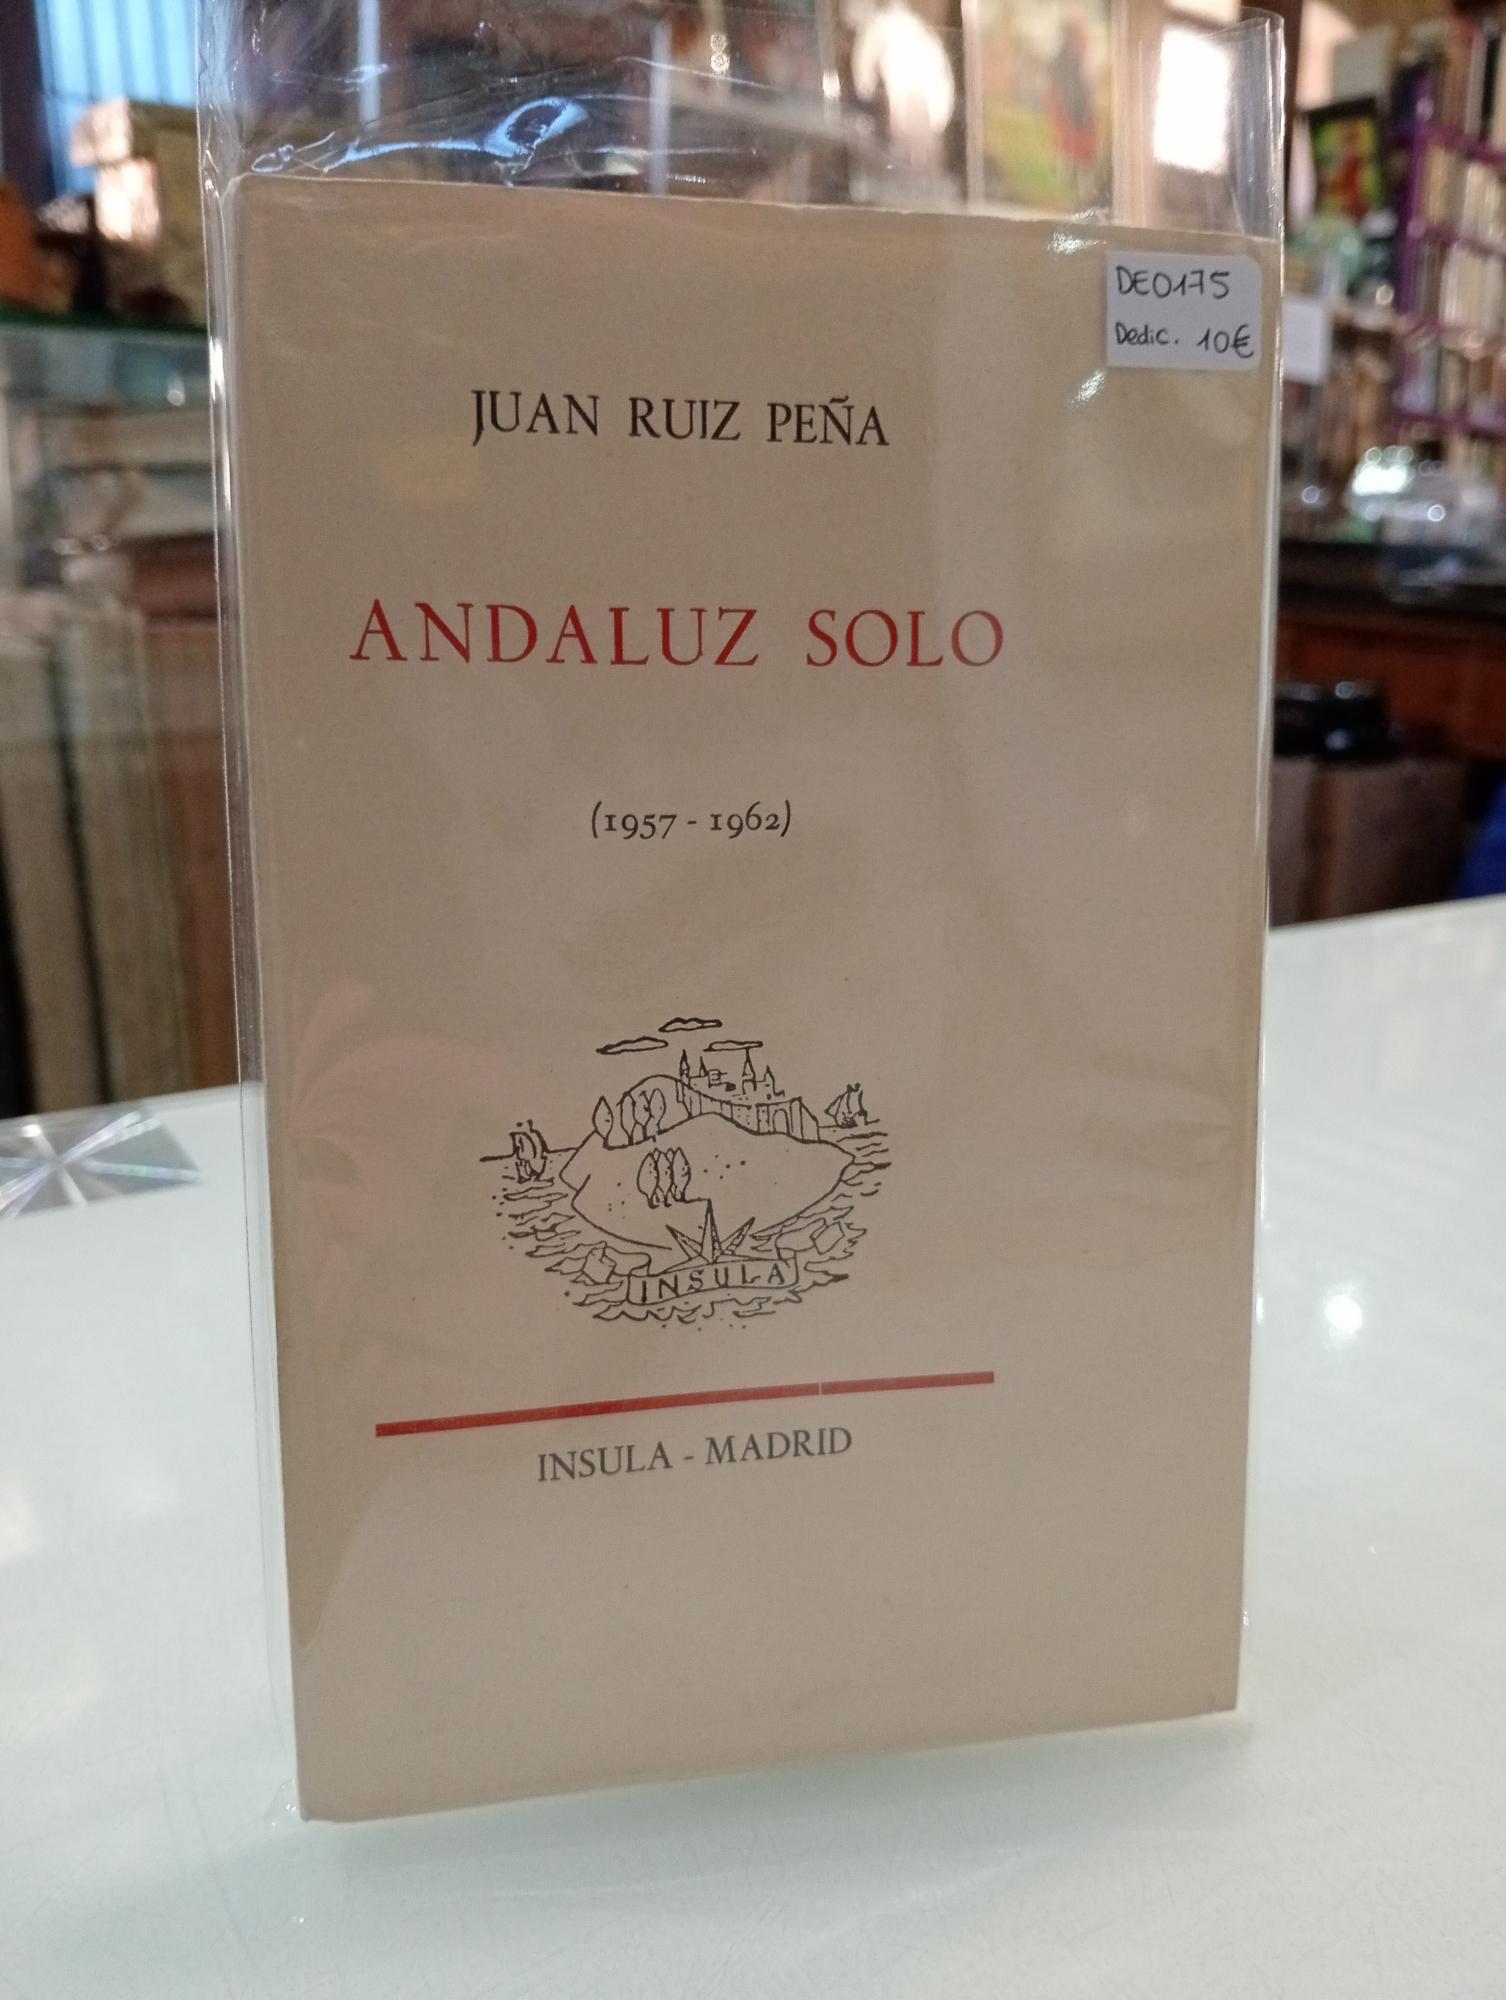 DE0175
Dedic. 10€
JUAN RUIZ PEÑA
ANDALUZ SOLO
(1957 - 1962)
INSULA
INSULA - MADRID